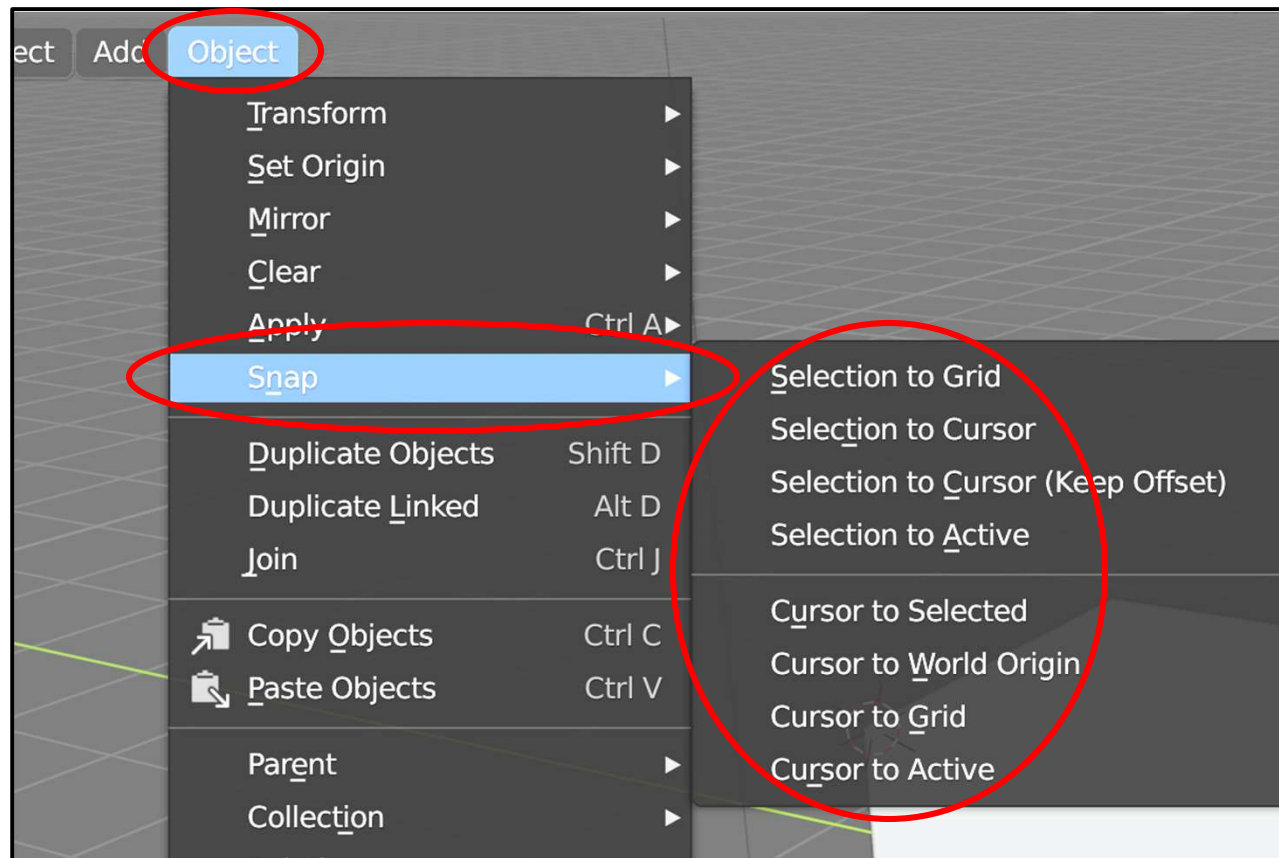 ect Add Object
Transform
Set Origin
Mirror
Clear
Apply Ctrl A
Snap
Duplicate Objects Shift D
Duplicate Linked Alt D
Join Ctrl J
Copy Objects Ctrl C
Paste Objects Ctrl V
Parent
Collection
Selection to Grid
Selection to Cursor
Selection to Cursor (Keep Offset)
Selection to Active
Cursor to Selected
Cursor to World Origin
Cursor to Grid
Cursor to Active